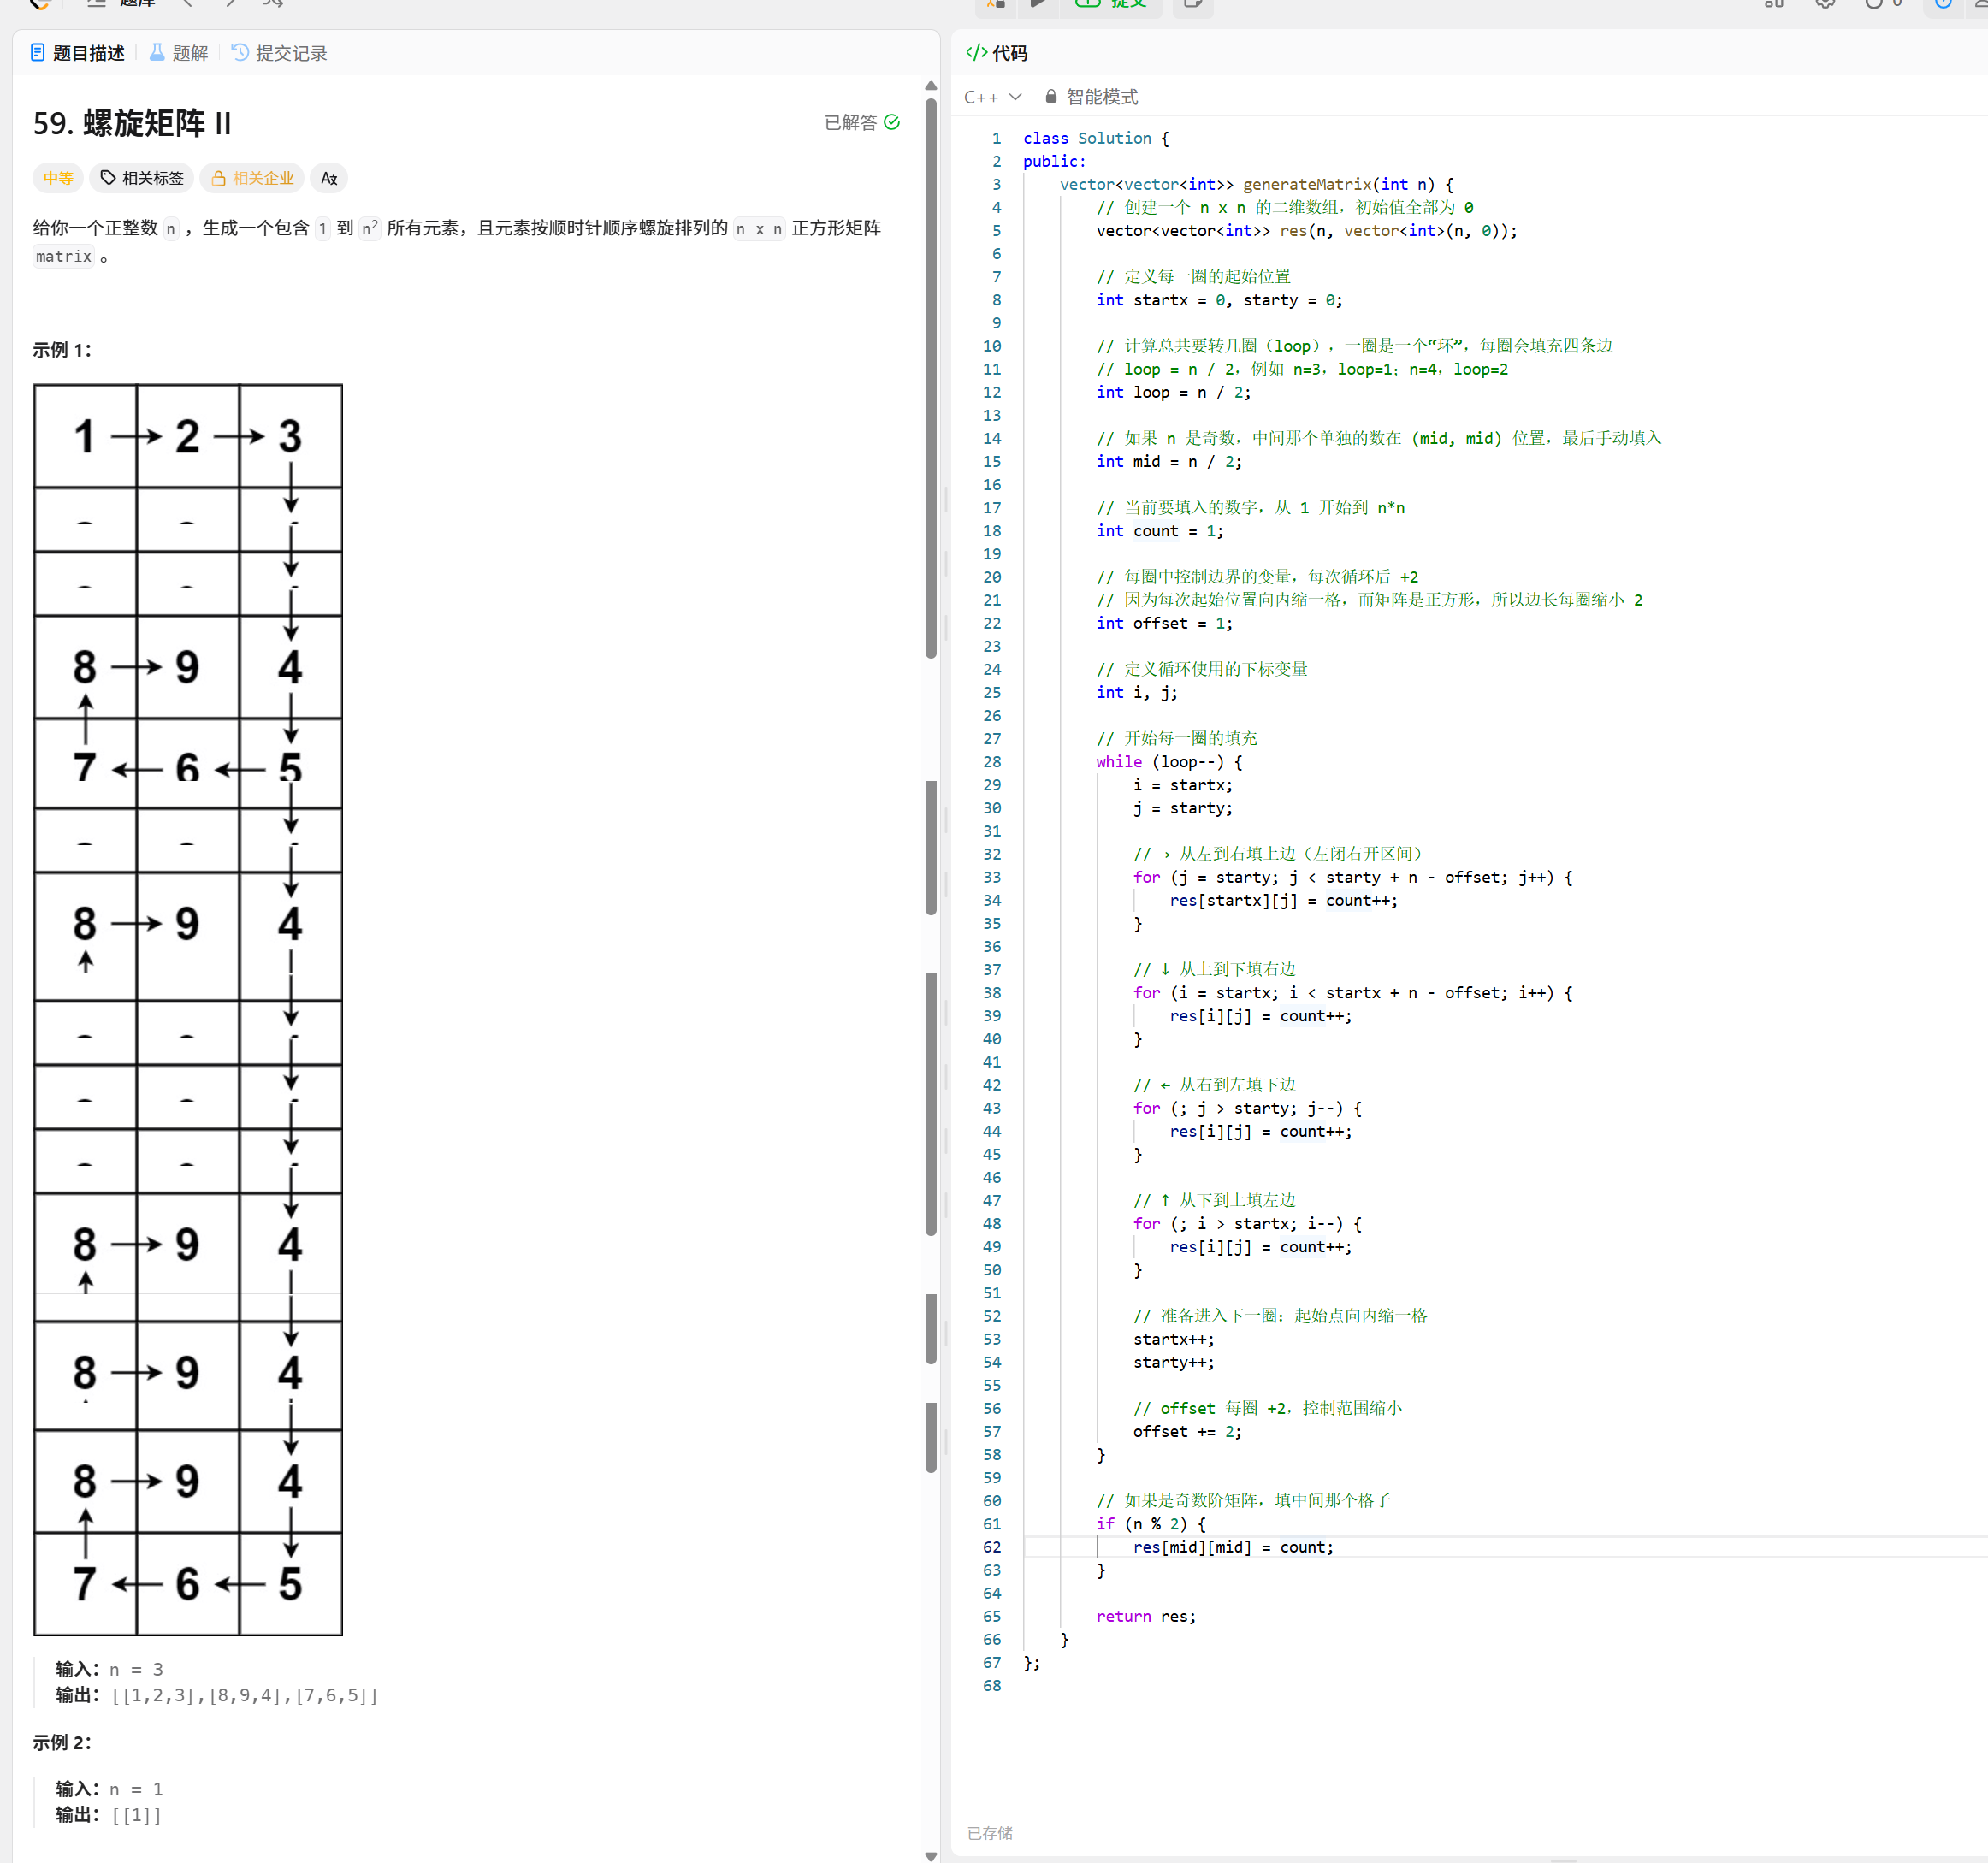 题库
提交
题目描述
题解
提交记录
59. 螺旋矩阵 II
已解答
中等
相关标签
相关企业
给你一个正整数 n ，生成一个包含 1 到 n² 所有元素，且元素按顺时针顺序螺旋排列的 n x n 正方形矩阵
matrix 。
示例 1：
1 2 3
8 9 4
7 6 5
8 9 4
8 9 4
8 9 4
8 9 4
7 6 5
输入：n = 3
输出：[[1,2,3],[8,9,4],[7,6,5]]
示例 2：
输入：n = 1
输出：[[1]]
</> 代码
C++
智能模式
1 class Solution {
2 public:
3     vector<vector<int>> generateMatrix(int n) {
4         // 创建一个 n x n 的二维数组，初始值全部为 0
5         vector<vector<int>> res(n, vector<int>(n, 0));
6
7         // 定义每一圈的起始位置
8         int startx = 0, starty = 0;
9
10         // 计算总共要转几圈（loop），一圈是一个“环”，每圈会填充四条边
11         // loop = n / 2，例如 n=3，loop=1；n=4，loop=2
12         int loop = n / 2;
13
14         // 如果 n 是奇数，中间那个单独的数在 (mid, mid) 位置，最后手动填入
15         int mid = n / 2;
16
17         // 当前要填入的数字，从 1 开始到 n*n
18         int count = 1;
19
20         // 每圈中控制边界的变量，每次循环后 +2
21         // 因为每次起始位置向内缩一格，而矩阵是正方形，所以边长每圈缩小 2
22         int offset = 1;
23
24         // 定义循环使用的下标变量
25         int i, j;
26
27         // 开始每一圈的填充
28         while (loop--) {
29             i = startx;
30             j = starty;
31
32             // → 从左到右填上边（左闭右开区间）
33             for (j = starty; j < starty + n - offset; j++) {
34                 res[startx][j] = count++;
35             }
36
37             // ↓ 从上到下填右边
38             for (i = startx; i < startx + n - offset; i++) {
39                 res[i][j] = count++;
40             }
41
42             // ← 从右到左填下边
43             for (; j > starty; j--) {
44                 res[i][j] = count++;
45             }
46
47             // ↑ 从下到上填左边
48             for (; i > startx; i--) {
49                 res[i][j] = count++;
50             }
51
52             // 准备进入下一圈：起始点向内缩一格
53             startx++;
54             starty++;
55
56             // offset 每圈 +2，控制范围缩小
57             offset += 2;
58         }
59
60         // 如果是奇数阶矩阵，填中间那个格子
61         if (n % 2) {
62             res[mid][mid] = count;
63         }
64
65         return res;
66     }
67 };
68
已存储